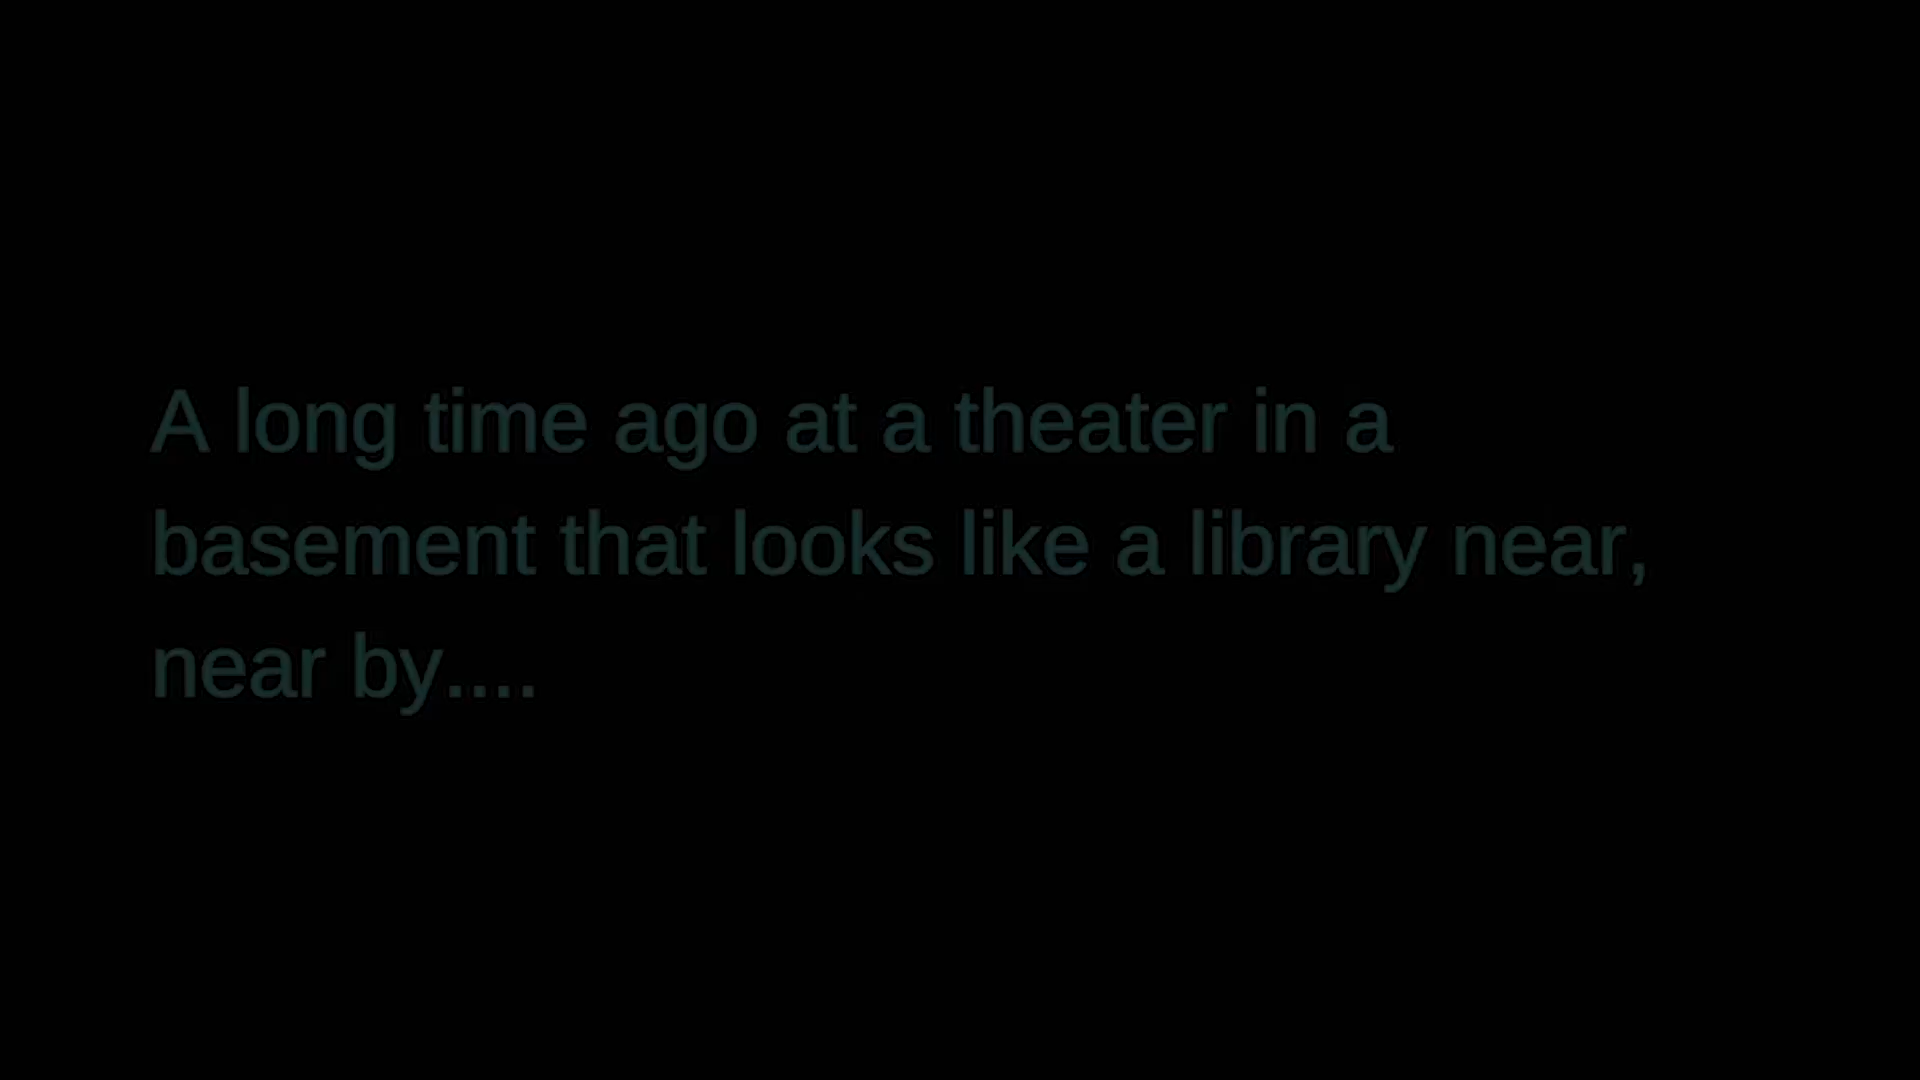 A long time ago at a theater in a
basement that looks like a library near,
near by....